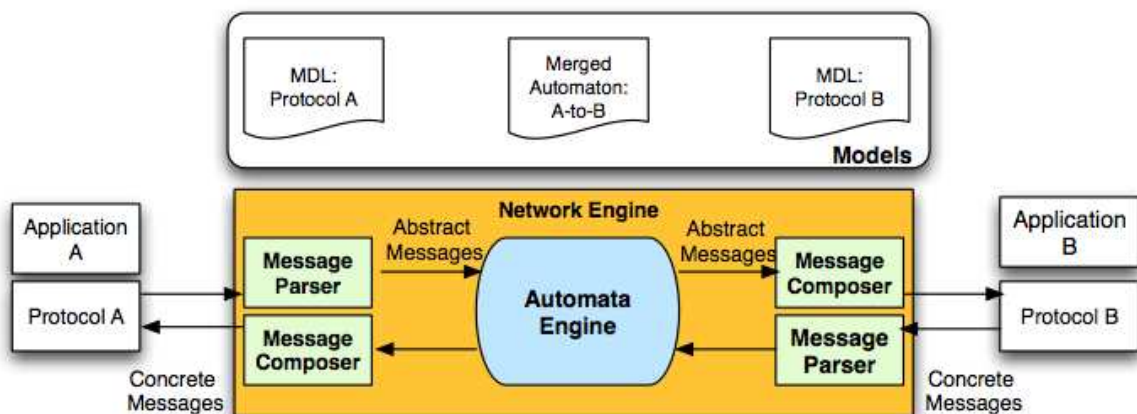 MDL:
Protocol A
Merged
Automaton:
A-to-B
MDL:
Protocol B
Models
Network Engine
Application
A
Protocol A
Abstract
Messages
Message
Parser
Message
Composer
Automata
Engine
Abstract
Messages
Message
Composer
Message
Parser
Application
B
Protocol B
Concrete
Messages
Concrete
Messages